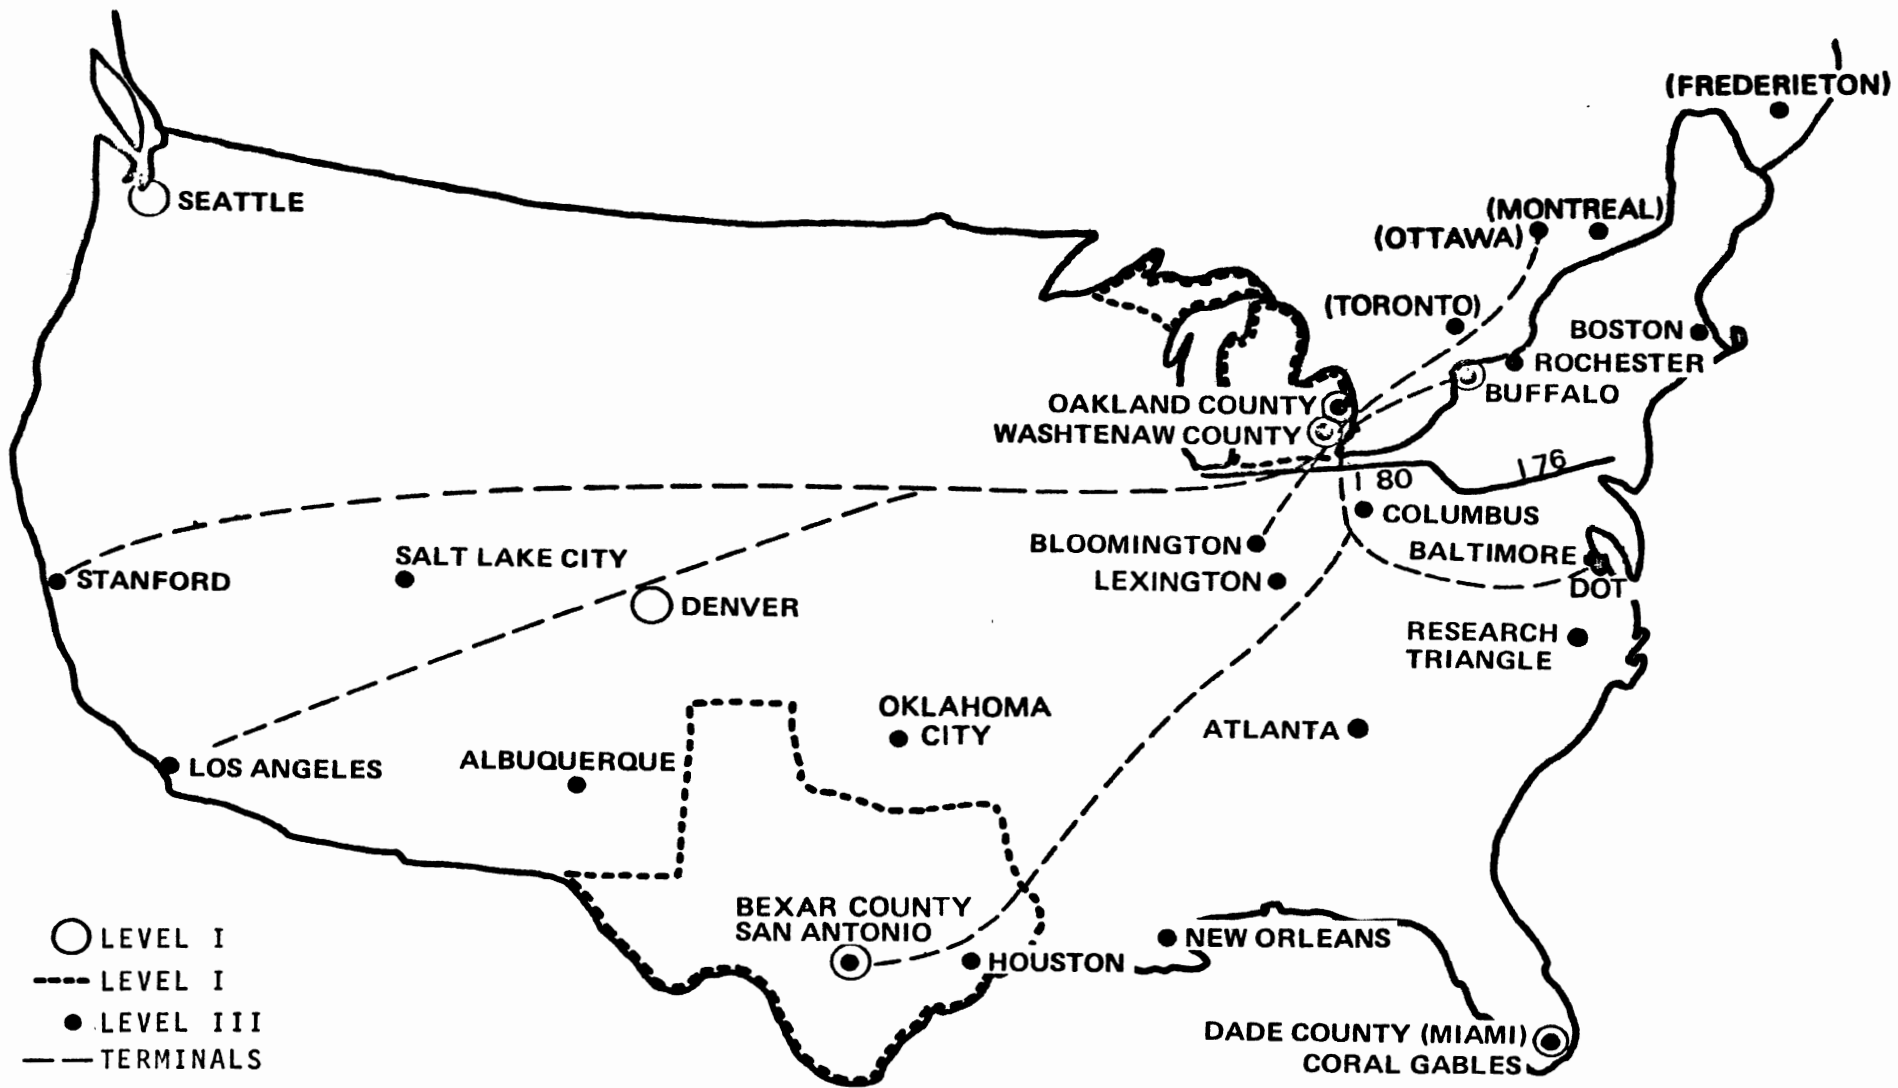 (FREDERIETON)
SEATTLE
(MONTREAL)
(OTTAWA)
(TORONTO)
BOSTON
ROCHESTER
BUFFALO
OAKLAND COUNTY
WASHTENAW COUNTY
I 76
I 80
COLUMBUS
BLOOMINGTON
BALTIMORE
SALT LAKE CITY
STANFORD
LEXINGTON
DOT
DENVER
RESEARCH
TRIANGLE
OKLAHOMA
CITY
ATLANTA
LOS ANGELES
ALBUQUERQUE
BEXAR COUNTY
SAN ANTONIO
NEW ORLEANS
HOUSTON
DADE COUNTY (MIAMI)
CORAL GABLES
LEVEL I
LEVEL I
LEVEL III
TERMINALS